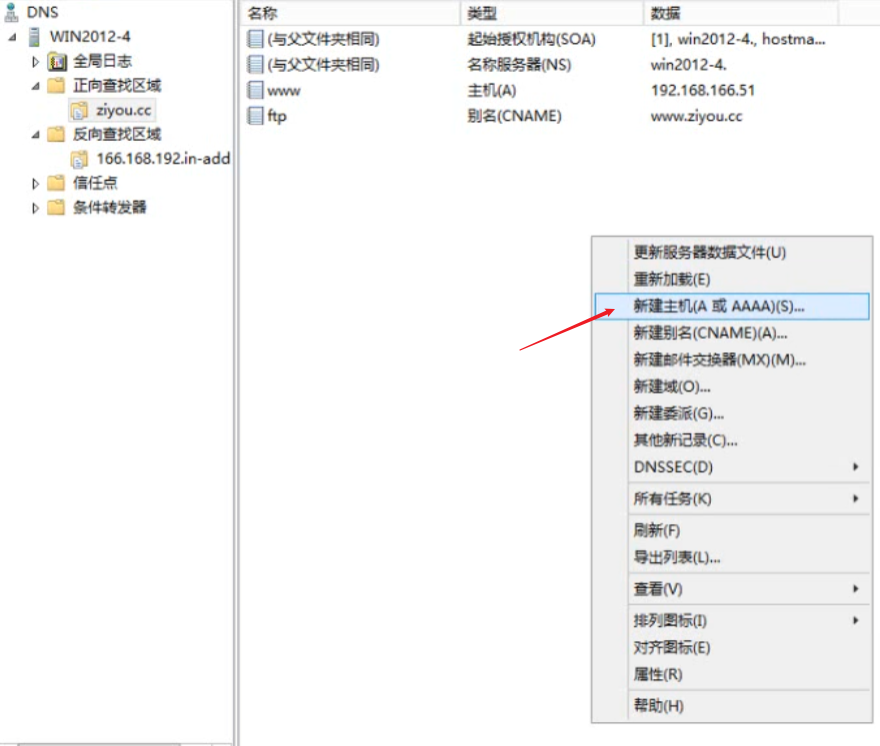 DNS
WIN2012-4
全局日志
正向查找区域
ziyou.cc
反向查找区域
166.168.192.in-add
信任点
条件转发器
名称 类型 数据
(与父文件夹相同) 起始授权机构(SOA) [1], win2012-4., hostma...
(与父文件夹相同) 名称服务器(NS) win2012-4.
www 主机(A) 192.168.166.51
ftp 别名(CNAME) www.ziyou.cc
更新服务器数据文件(U)
重新加载(E)
新建主机(A 或 AAAA)(S)...
新建别名(CNAME)(A)...
新建邮件交换器(MX)(M)...
新建域(O)...
新建委派(G)...
其他新记录(C)...
DNSSEC(D)
所有任务(K)
刷新(F)
导出列表(L)...
查看(V)
排列图标(I)
对齐图标(E)
属性(R)
帮助(H)